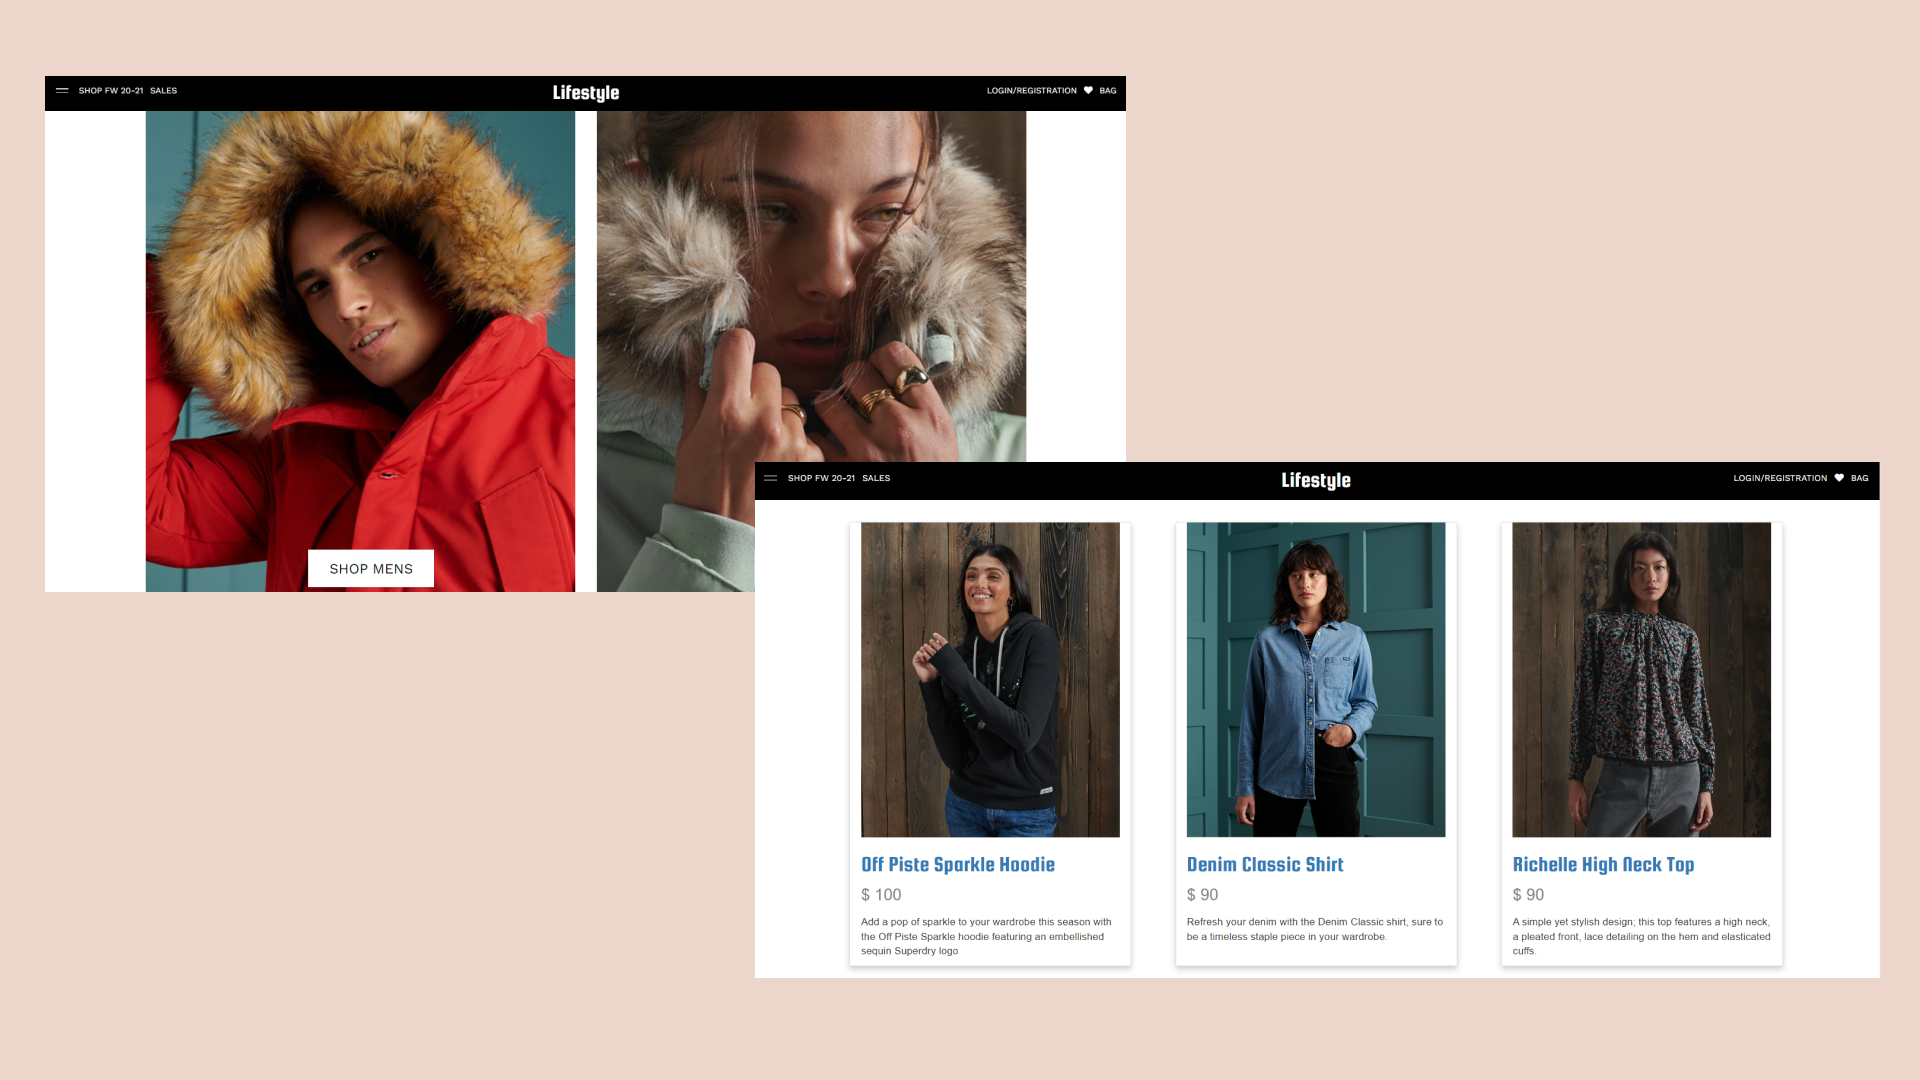 SHOP FW 20-21 SALES Lifestyle LOGIN/REGISTRATION BAG
SHOP MENS
SHOP FW 20-21 SALES Lifestyle LOGIN/REGISTRATION BAG
Off Piste Sparkle Hoodie
$ 100
Add a pop of sparkle to your wardrobe this season with
the Off Piste Sparkle hoodie featuring an embellished
sequin Superdry logo
Denim Classic Shirt
$ 90
Refresh your denim with the Denim Classic shirt, sure to
be a timeless staple piece in your wardrobe.
Richelle High Neck Top
$ 90
A simple yet stylish design; this top features a high neck,
a pleated front, lace detailing on the hem and elasticated
cuffs.